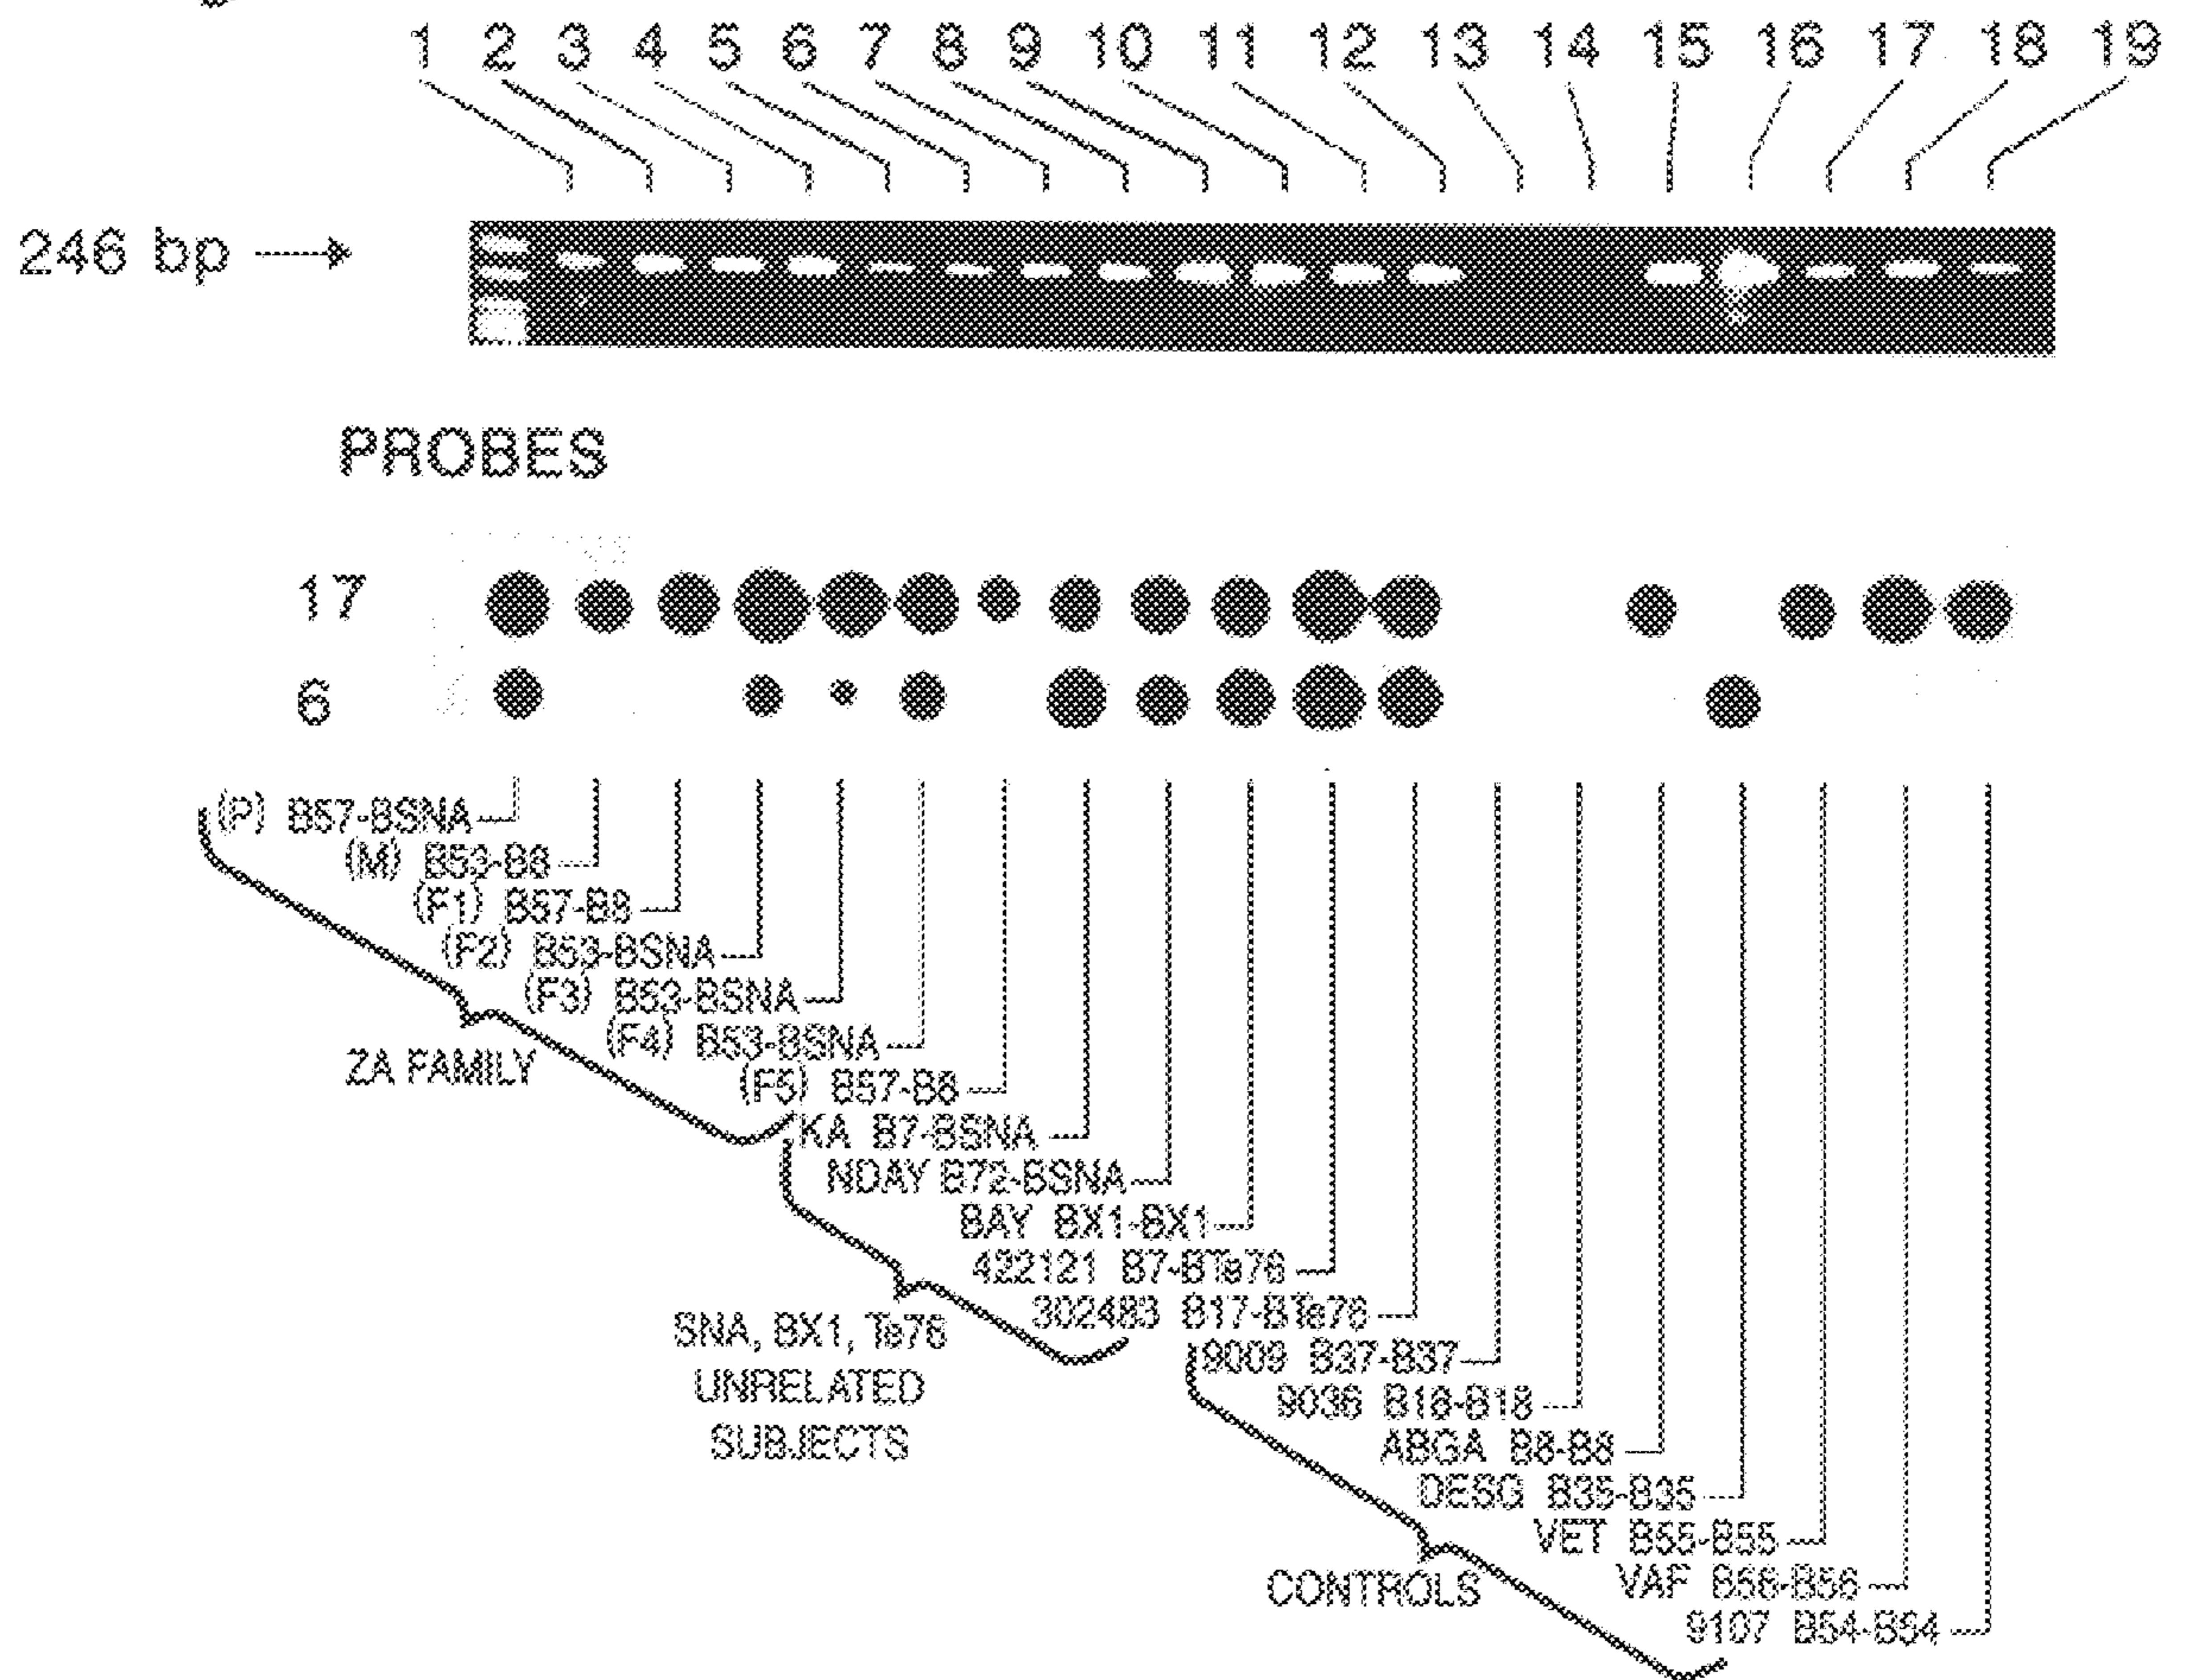 1 2 3 4 5 6 7 8 9 10 11 12 13 14 15 16 17 18 19
246 bp
PROBES
17
6
(P) B57-BSNA
(M) B53-B8
(F1) B57-B8
(F2) B53-BSNA
(F3) B53-BSNA
(F4) B53-BSNA
ZA FAMILY
(F5) B57-B8
KA B7-BSNA
NDAY B72-BSNA
BAY BX1-BX1
422121 B7-BTe76
302483 B17-BTe76
SNA, BX1, Te76
UNRELATED
SUBJECTS
9009 B37-B37
9036 B18-B18
ABGA B8-B8
DESG B35-B35
VET B55-B55
VAF B56-B56
CONTROLS
9107 B54-B54